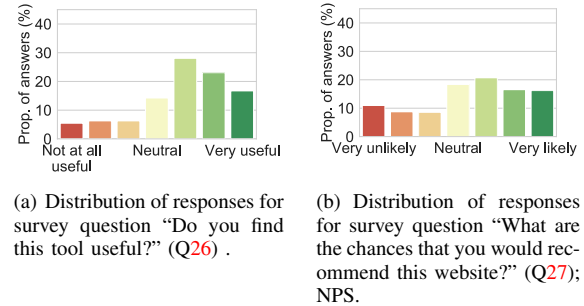 Prop. of answers (%)
40
30
20
10
0
Not at all
useful
Neutral
Very useful
(a) Distribution of responses for
survey question “Do you find
this tool useful?” (Q26) .
Prop. of answers (%)
40
30
20
10
0
Very unlikely
Neutral
Very likely
(b) Distribution of responses
for survey question “What are
the chances that you would rec-
ommend this website?” (Q27);
NPS.